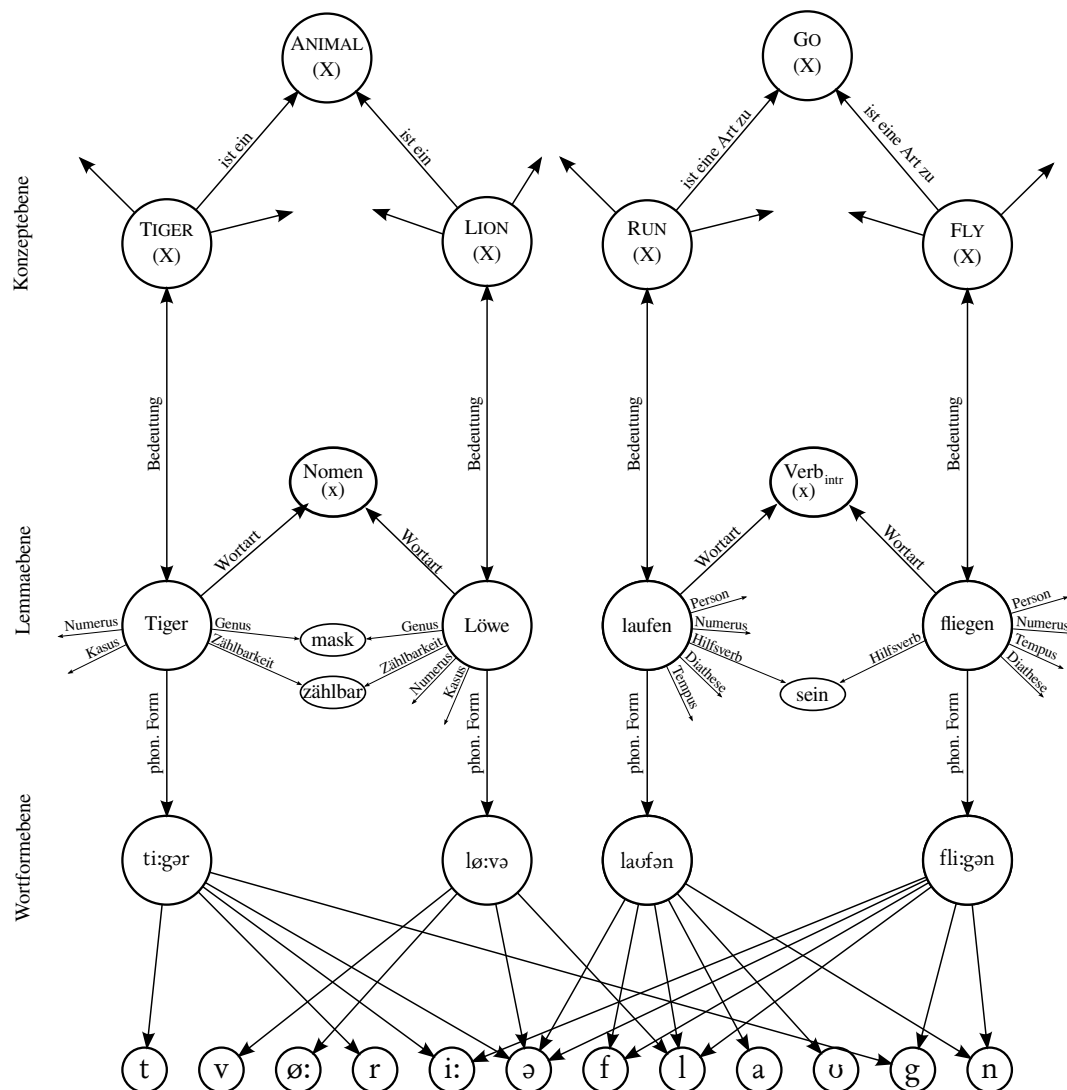 ANIMAL
(X)
GO
(X)
ist ein
ist ein
ist eine Art zu
ist eine Art zu
Konzeptebene
TIGER
(X)
LION
(X)
RUN
(X)
FLY
(X)
Bedeutung
Bedeutung
Bedeutung
Bedeutung
Nomen
(x)
Verb intr
(x)
Wortart
Wortart
Wortart
Wortart
Lemmaebene
Numerus
Kasus
Tiger
Genus
Zählbarkeit
mask
zählbar
Genus
Zählbarkeit
Numerus
Kasus
Löwe
laufen
Person
Numerus
Hilfsverb
Diathese
Tempus
sein
Hilfsverb
fliegen
Person
Numerus
Tempus
Diathese
phon. Form
phon. Form
phon. Form
phon. Form
Wortformebene
ti:gər
lø:və
laʊfən
fli:gən
t v ø: r i: ə f l a ʊ g n